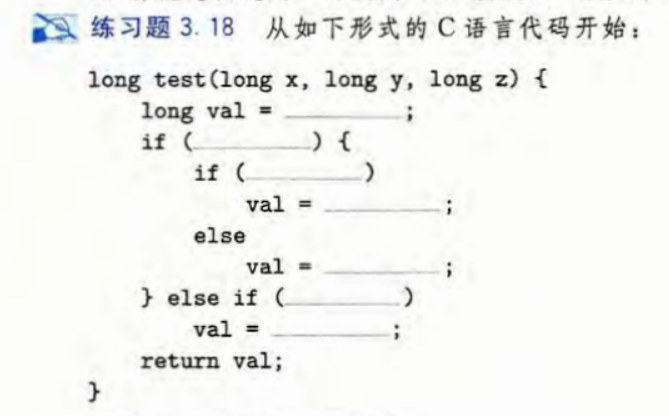 练习题 3.18 从如下形式的 C 语言代码开始：
long test(long x, long y, long z) {
    long val = ________;
    if (________) {
        if (________)
            val = ________;
        else
            val = ________;
    } else if (________)
        val = ________;
    return val;
}